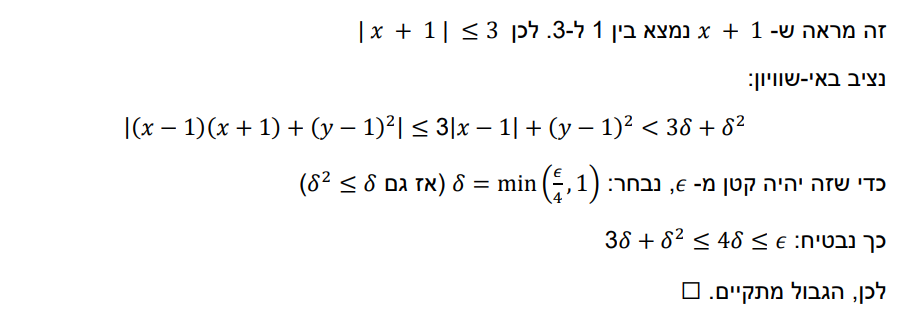 זה מראה ש- x + 1 נמצא בין 1 ל-3. לכן |x + 1| ≤ 3
נציב באי-שוויון:
|(x − 1)(x + 1) + (y − 1)²| ≤ 3|x − 1| + (y − 1)² < 3δ + δ²
כדי שזה יהיה קטן מ- ϵ, נבחר: δ = min(ϵ/4, 1) (אז גם δ² ≤ δ)
כך נבטיח: 3δ + δ² ≤ 4δ ≤ ϵ
לכן, הגבול מתקיים. □